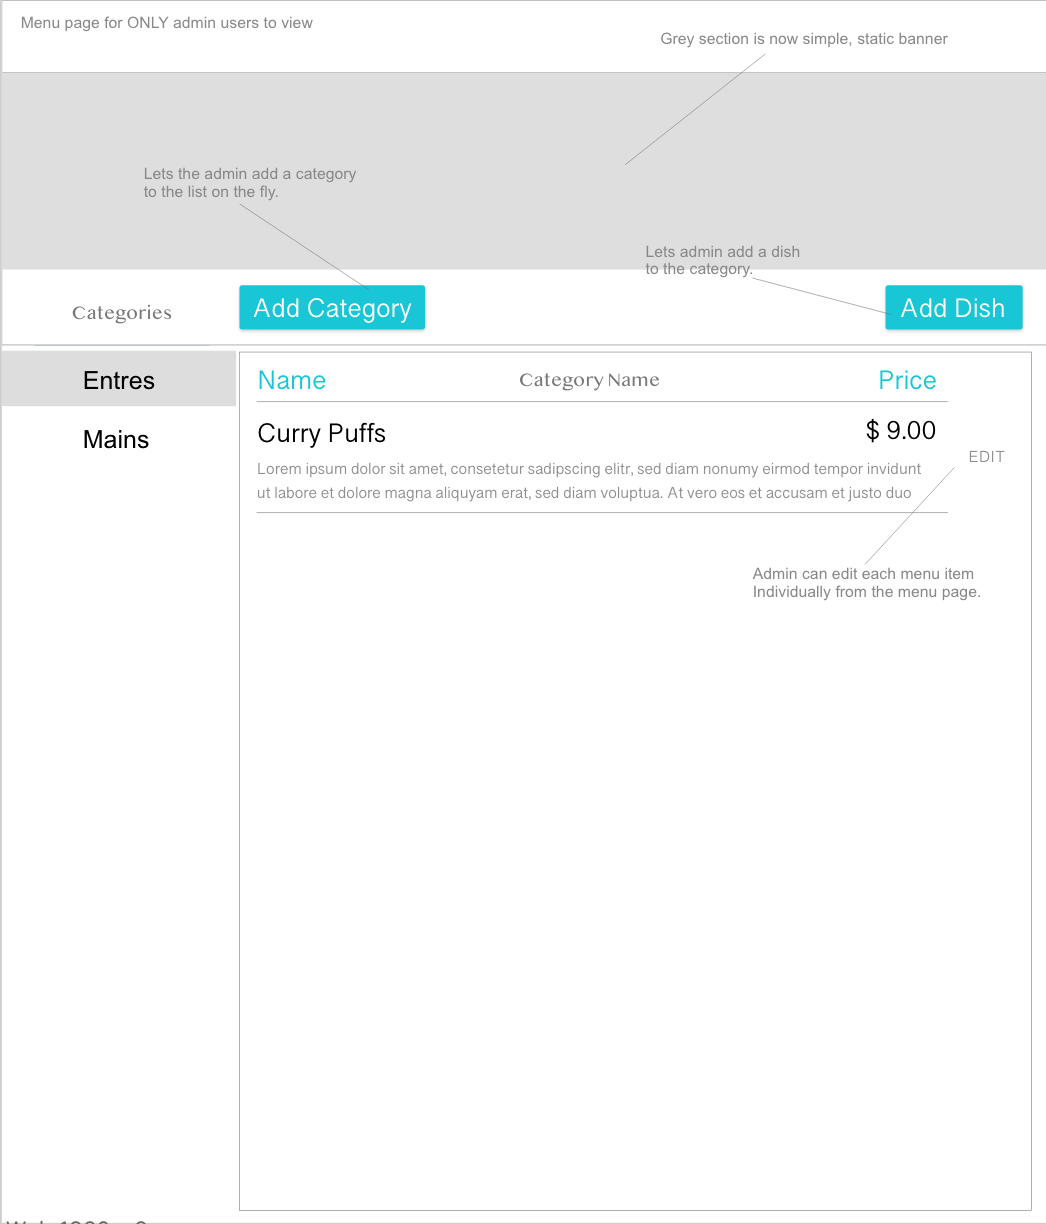 Menu page for ONLY admin users to view
Grey section is now simple, static banner
Lets the admin add a category
to the list on the fly.
Lets admin add a dish
to the category.
Categories
Add Category
Add Dish
Entres
Mains
Name
Category Name
Price
Curry Puffs
$ 9.00
Lorem ipsum dolor sit amet, consetetur sadipscing elitr, sed diam nonumy eirmod tempor invidunt
ut labore et dolore magna aliquyam erat, sed diam voluptua. At vero eos et accusam et justo duo
EDIT
Admin can edit each menu item
Individually from the menu page.